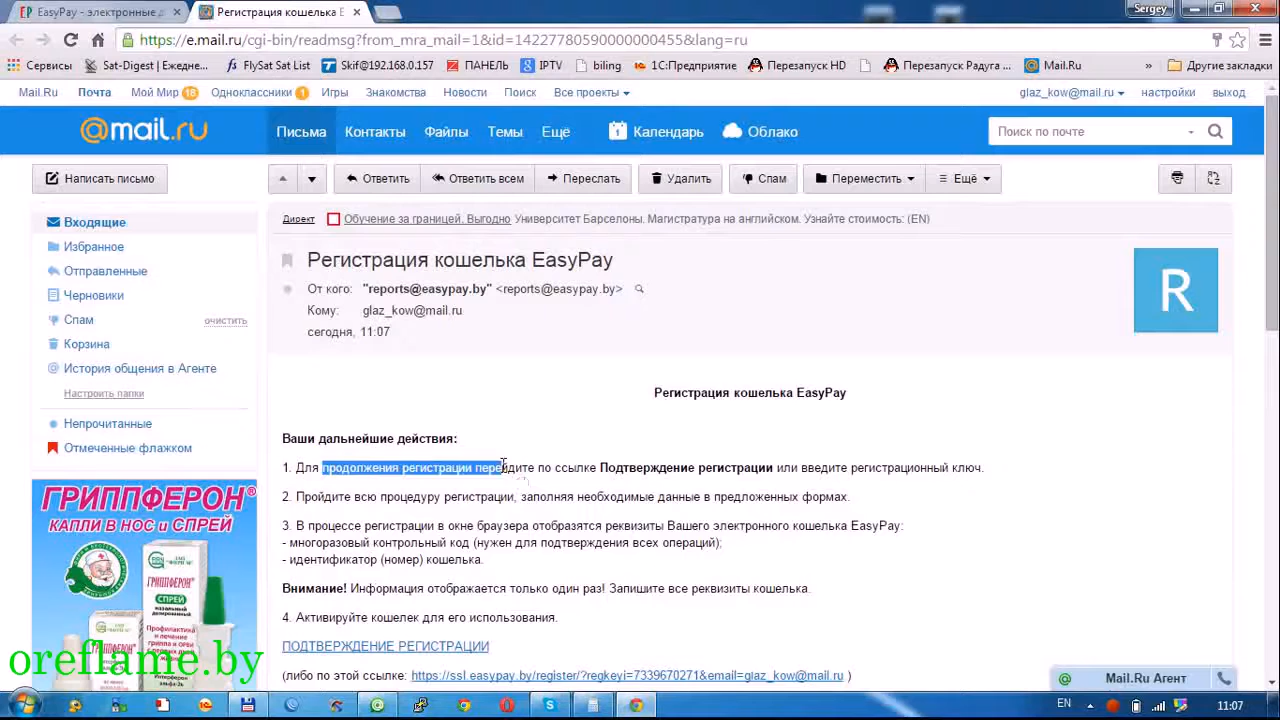 EasyPay - электронные д
Регистрация кошелька E
Sergey
https://e.mail.ru/cgi-bin/readmsg?from_mra_mail=1&id=14227780590000000455&lang=ru
Сервисы
Sat-Digest | Ежедне...
FlySat Sat List
Skif@192.168.0.157
ПАНЕЛЬ
IPTV
biling
1С:Предприятие
Перезапуск HD
Перезапуск Радуга ...
Mail.Ru
»
Другие закладки
Mail.Ru
Почта
Мой Мир 18
Одноклассники 1
Игры
Знакомства
Новости
Поиск
Все проекты
glaz_kow@mail.ru
настройки
выход
@mail.ru
Письма
Контакты
Файлы
Темы
Ещё
1 Календарь
Облако
Поиск по почте
Написать письмо
Ответить
Ответить всем
Переслать
Удалить
Спам
Переместить
Ещё
Входящие
Избранное
Отправленные
Черновики
Спам
очистить
Корзина
История общения в Агенте
Настроить папки
Непрочитанные
Отмеченные флажком
Директ
Обучение за границей. Выгодно Университет Барселоны. Магистратура на английском. Узнайте стоимость: (EN)
Регистрация кошелька EasyPay
От кого: "reports@easypay.by" <reports@easypay.by>
Кому: glaz_kow@mail.ru
сегодня, 11:07
R
Регистрация кошелька EasyPay
Ваши дальнейшие действия:
1. Для продолжения регистрации перейдите по ссылке Подтверждение регистрации или введите регистрационный ключ.
2. Пройдите всю процедуру регистрации, заполняя необходимые данные в предложенных формах.
3. В процессе регистрации в окне браузера отобразятся реквизиты Вашего электронного кошелька EasyPay:
- многоразовый контрольный код (нужен для подтверждения всех операций);
- идентификатор (номер) кошелька.
Внимание! Информация отображается только один раз! Запишите все реквизиты кошелька.
4. Активируйте кошелек для его использования.
ПОДТВЕРЖДЕНИЕ РЕГИСТРАЦИИ
(либо по этой ссылке: https://ssl.easypay.by/register/?regkeyi=7339670271&email=glaz_kow@mail.ru )
ГРИППФЕРОН®
КАПЛИ В НОС и СПРЕЙ
ГРИППФЕРОН
СПРЕЙ
Профилактика
и лечение
гриппа и ОРВИ
oreflame.by
Mail.Ru Агент
EN
11:07